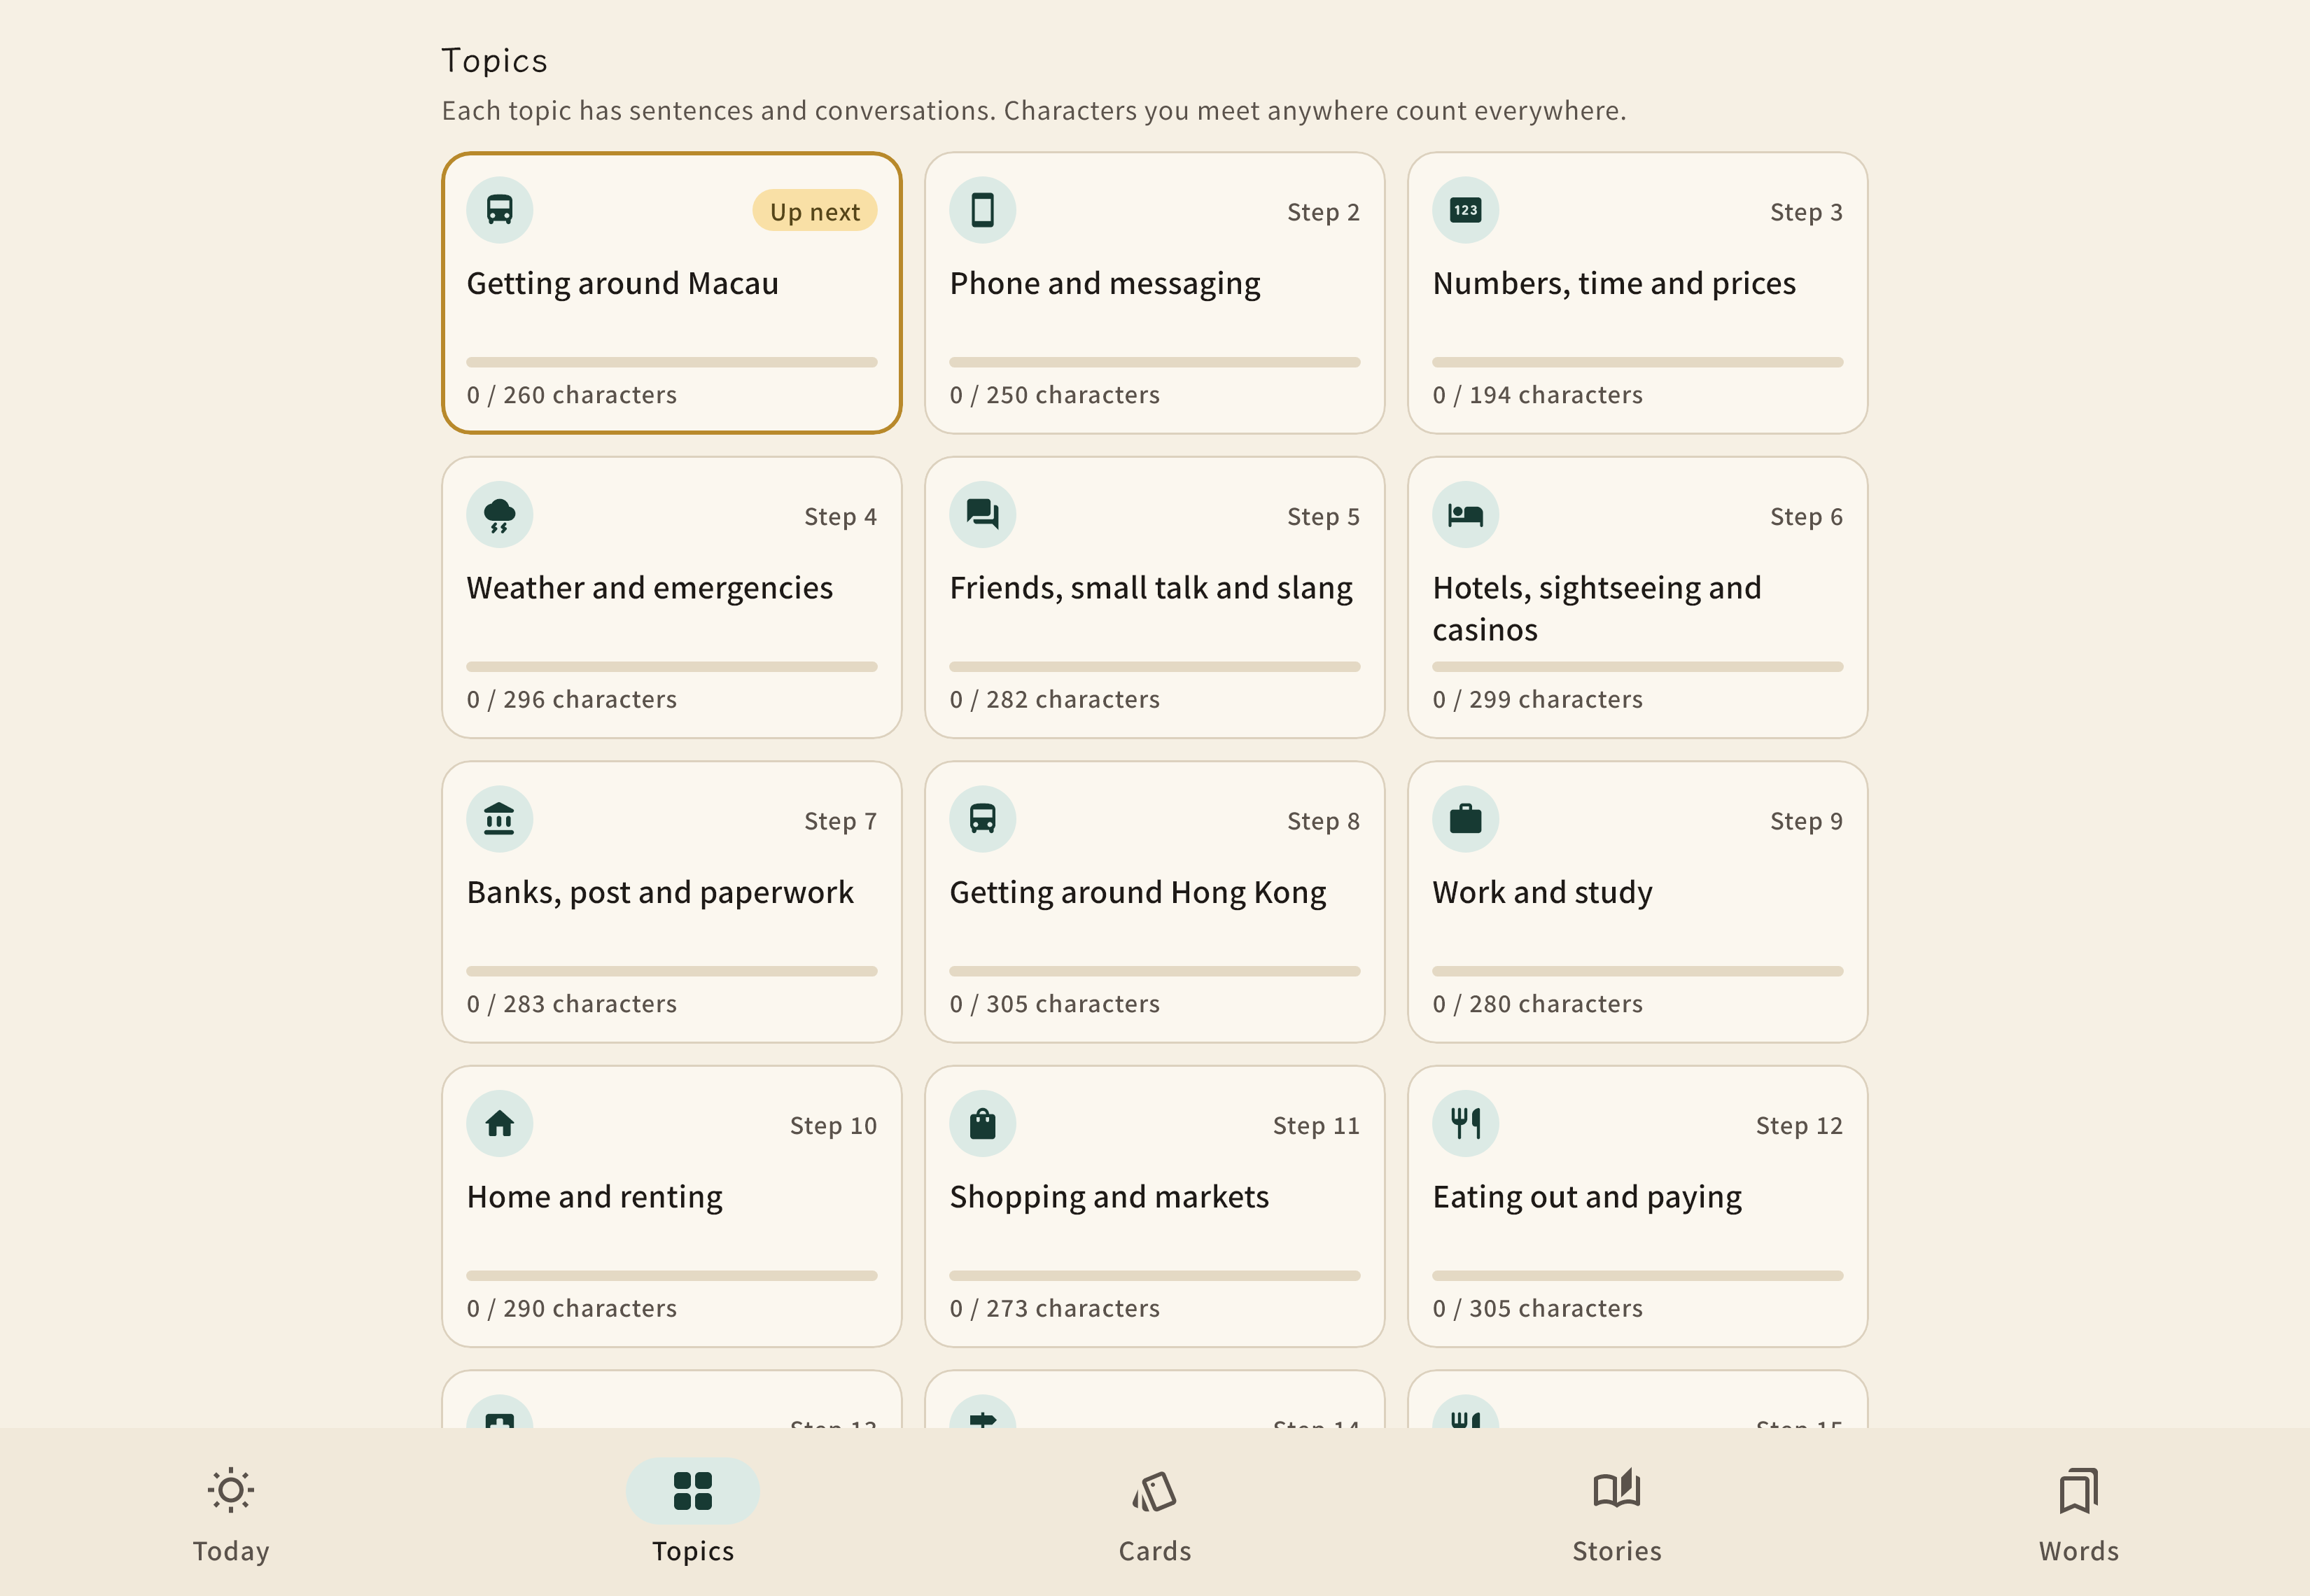 Topics
Each topic has sentences and conversations. Characters you meet anywhere count everywhere.
Up next
Getting around Macau
0 / 260 characters
Step 2
Phone and messaging
0 / 250 characters
Step 3
123
Numbers, time and prices
0 / 194 characters
Step 4
Weather and emergencies
0 / 296 characters
Step 5
Friends, small talk and slang
0 / 282 characters
Step 6
Hotels, sightseeing and
casinos
0 / 299 characters
Step 7
Banks, post and paperwork
0 / 283 characters
Step 8
Getting around Hong Kong
0 / 305 characters
Step 9
Work and study
0 / 280 characters
Step 10
Home and renting
0 / 290 characters
Step 11
Shopping and markets
0 / 273 characters
Step 12
Eating out and paying
0 / 305 characters
Step 13
Step 14
Step 15
Today
Topics
Cards
Stories
Words